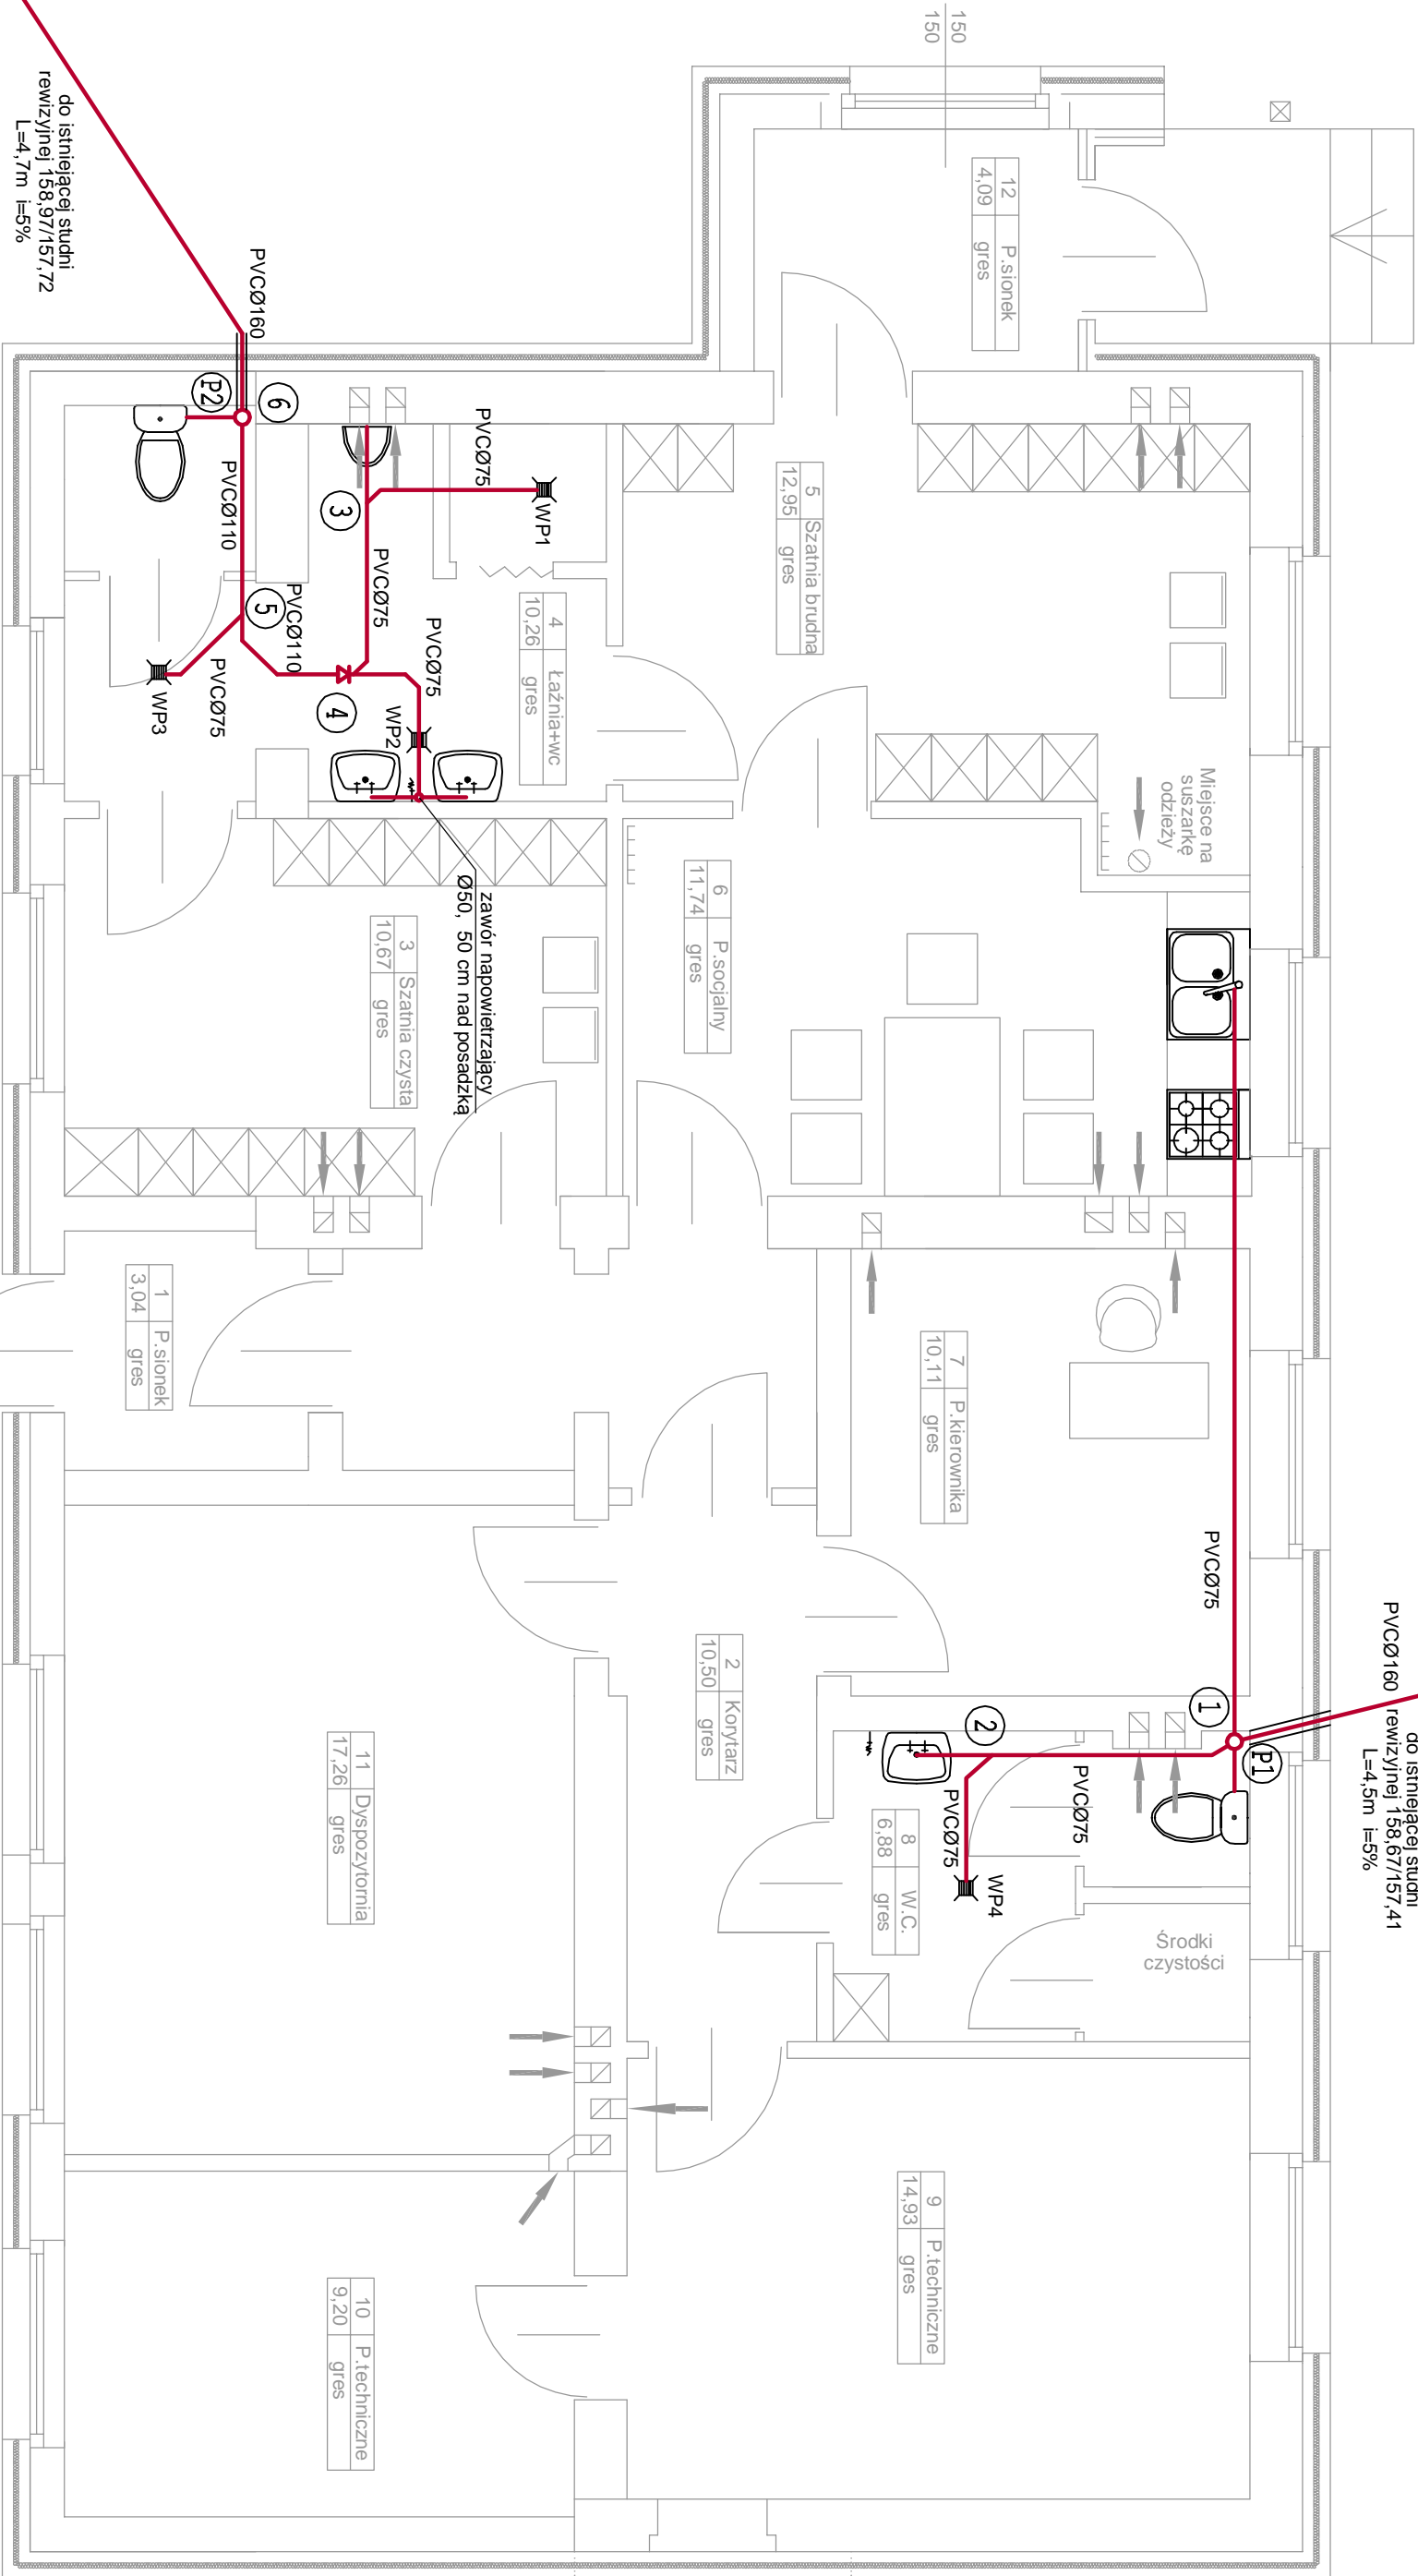 150
150
12 P.sionek
4,09 gres
do istniejącej studni
rewizyjnej 158,67/157,41
L=4,5m i=5%
PVCØ160
Miejsce na
suszarkę
odzieży
5 Szatnia brudna
12,95 gres
6 P.socjalny
11,74 gres
7 P.kierownika
10,11 gres
PVCØ75
1
P1
2
PVCØ75
PVCØ75
WP4
8 W.C.
6,88 gres
Środki
czystości
9 P.techniczne
14,93 gres
2 Korytarz
10,50 gres
PVCØ75
WP1
4 Łaźnia+wc
10,26 gres
PVCØ75
WP2
zawór napowietrzający
Ø50, 50 cm nad posadzką
3
PVCØ75
4
3 Szatnia czysta
10,67 gres
11 Dyspozytornia
17,26 gres
10 P.techniczne
9,20 gres
PVCØ160
6
P2
PVCØ110
5
PVCØ110
PVCØ75
WP3
1 P.sionek
3,04 gres
do istniejącej studni
rewizyjnej 158,97/157,72
L=4,7m i=5%